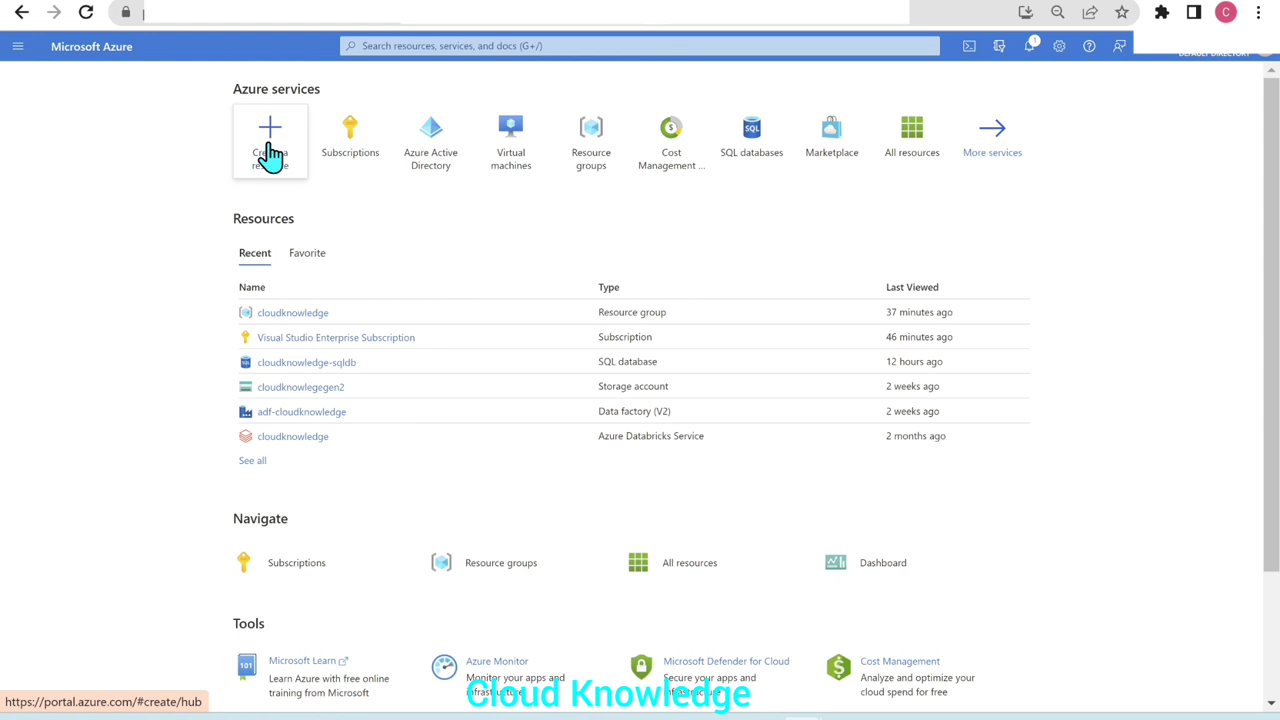 C
Microsoft Azure
Search resources, services, and docs (G+/)
1
Azure services
Subscriptions
Azure Active
Directory
Virtual
machines
Resource
groups
Cost
Management ...
SQL databases
Marketplace
All resources
More services
Resources
Recent
Favorite
Name
Type
Last Viewed
cloudknowledge
Resource group
37 minutes ago
Visual Studio Enterprise Subscription
Subscription
46 minutes ago
cloudknowledge-sqldb
SQL database
12 hours ago
cloudknowlegegen2
Storage account
2 weeks ago
adf-cloudknowledge
Data factory (V2)
2 weeks ago
cloudknowledge
Azure Databricks Service
2 months ago
See all
Navigate
Subscriptions
Resource groups
All resources
Dashboard
Tools
Microsoft Learn
Learn Azure with free online
training from Microsoft
Azure Monitor
Monitor your apps and
infrastructure
Microsoft Defender for Cloud
Secure your apps and
infrastructure
Cost Management
Analyze and optimize your
cloud spend for free
Cloud Knowledge
https://portal.azure.com/#create/hub